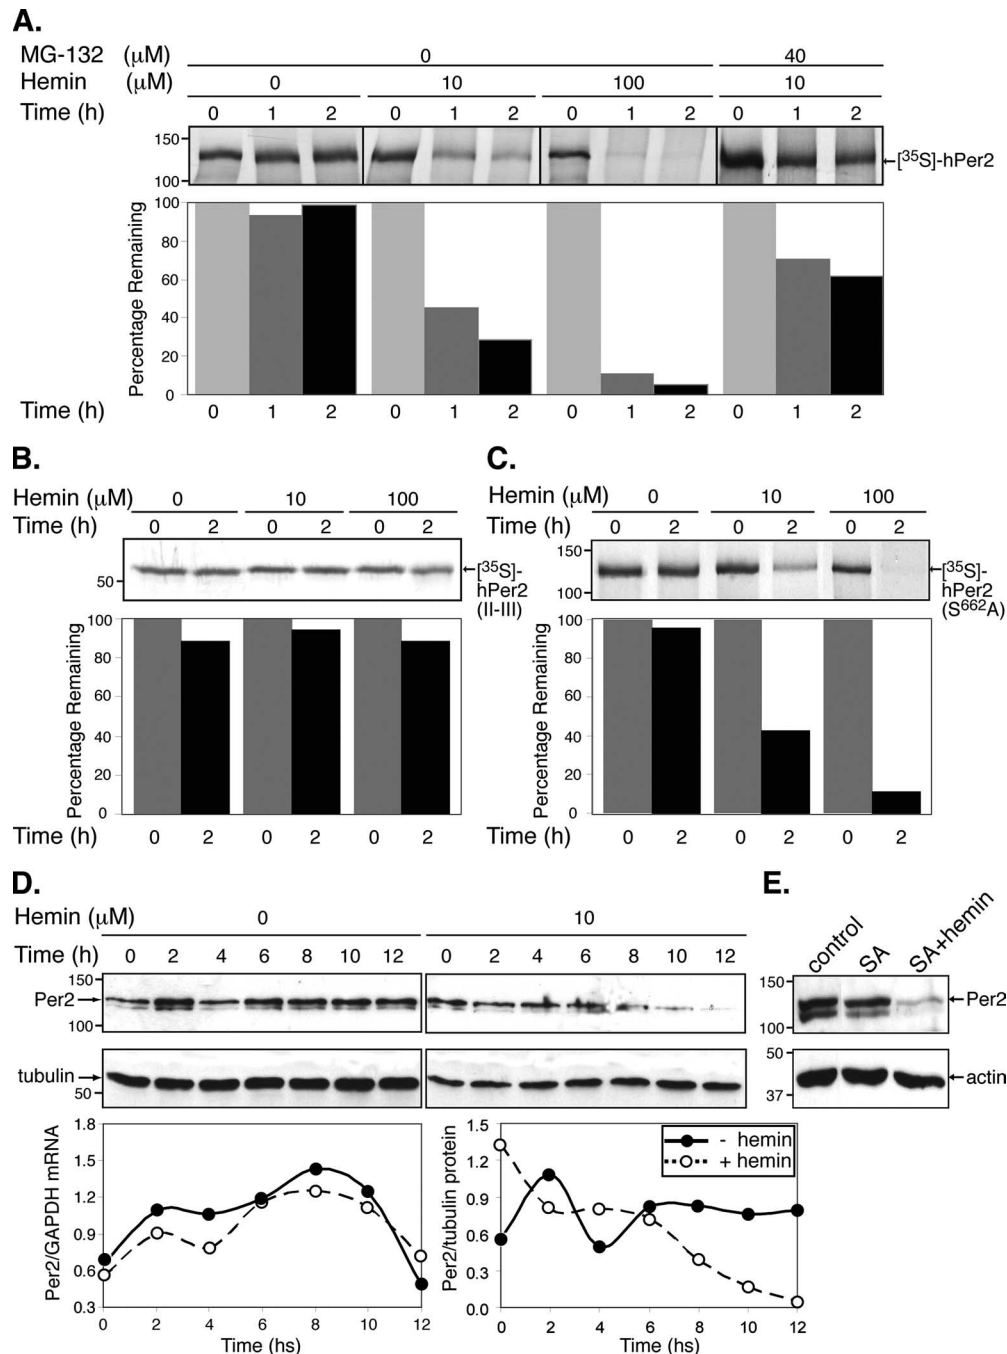 A.
MG-132 (μM) 0 40
Hemin (μM) 0 10 100 10
Time (h) 0 1 2 0 1 2 0 1 2 0 1 2
150
100
[³⁵S]-hPer2
Percentage Remaining
100
80
60
40
20
0
Time (h) 0 1 2 0 1 2 0 1 2 0 1 2
B.
Hemin (μM) 0 10 100
Time (h) 0 2 0 2 0 2
50
[³⁵S]-
hPer2
(II-III)
Percentage Remaining
100
80
60
40
20
0
Time (h) 0 2 0 2 0 2
C.
Hemin (μM) 0 10 100
Time (h) 0 2 0 2 0 2
150
100
[³⁵S]-
hPer2
(S⁶⁶²A)
Percentage Remaining
100
80
60
40
20
0
Time (h) 0 2 0 2 0 2
D.
Hemin (μM) 0 10
Time (h) 0 2 4 6 8 10 12 0 2 4 6 8 10 12
150
Per2
100
tubulin
50
Per2/GAPDH mRNA
1.8
1.5
1.2
0.9
0.6
0.3
0 2 4 6 8 10 12
Time (hs)
Per2/tubulin protein
1.5
1.2
0.9
0.6
0.3
0.0
- hemin
+ hemin
0 2 4 6 8 10 12
Time (hs)
E.
control SA SA+hemin
150
Per2
100
50
actin
37